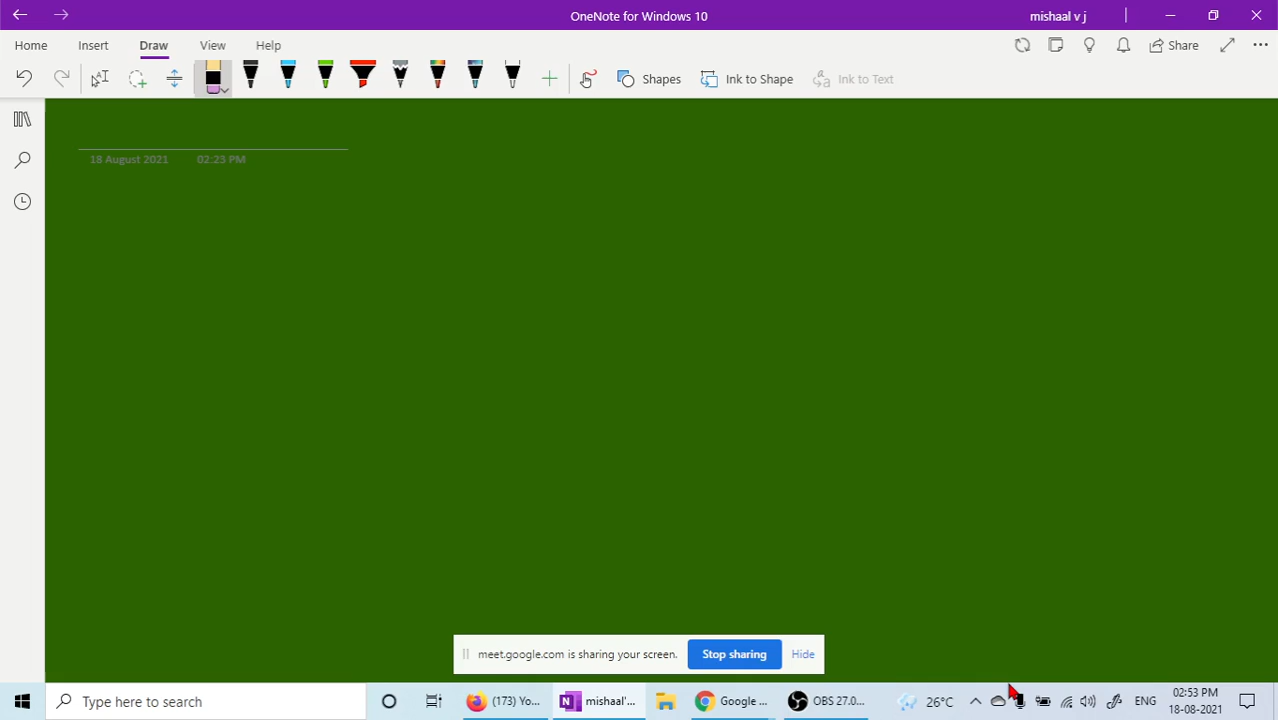 OneNote for Windows 10
mishaal v j
Home Insert Draw View Help
Share
Shapes Ink to Shape Ink to Text
18 August 2021 02:23 PM
meet.google.com is sharing your screen. Stop sharing Hide
Type here to search
(173) Yo...
mishaal'...
Google ...
OBS 27.0...
26°C
ENG
02:53 PM
18-08-2021